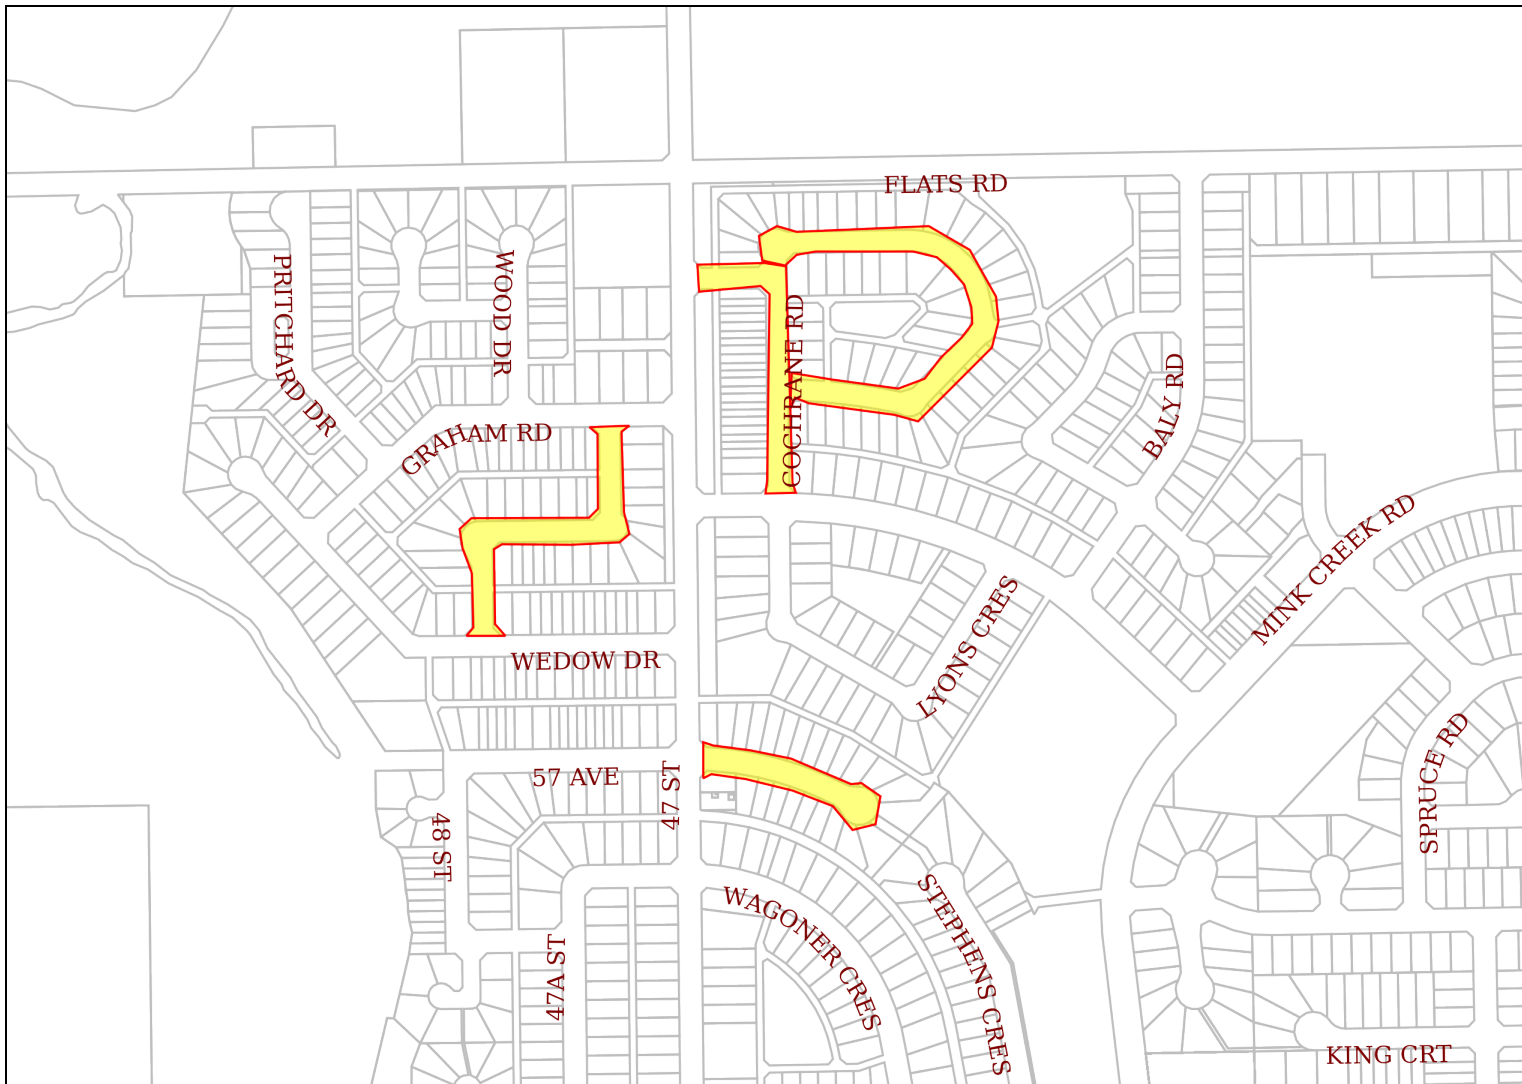 FLATS RD
PRITCHARD DR
WOOD DR
COCHRANE RD
BALY RD
GRAHAM RD
MINK CREEK RD
LYONS CRES
WEDOW DR
SPRUCE RD
57 AVE
47 ST
48 ST
WAGONER CRES
STEPHENS CRES
47A ST
KING CRT